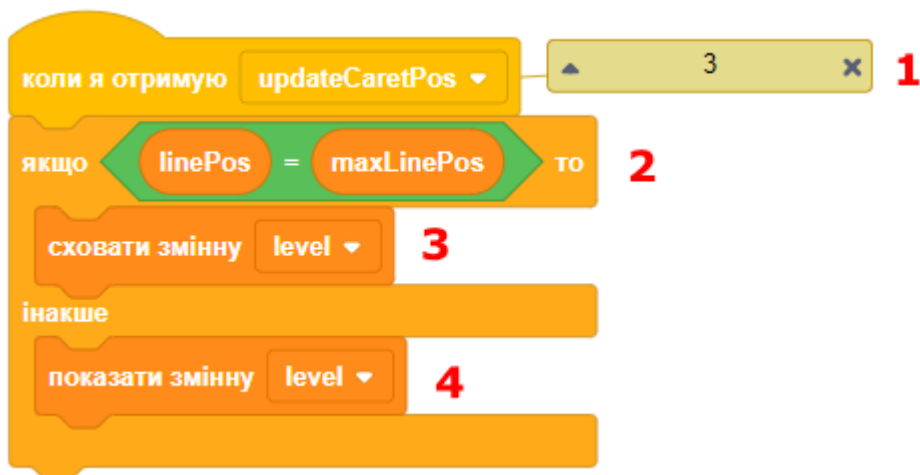 коли я отримую updateCaretPos 3 1
якщо linePos = maxLinePos то 2
сховати змінну level 3
інакше
показати змінну level 4